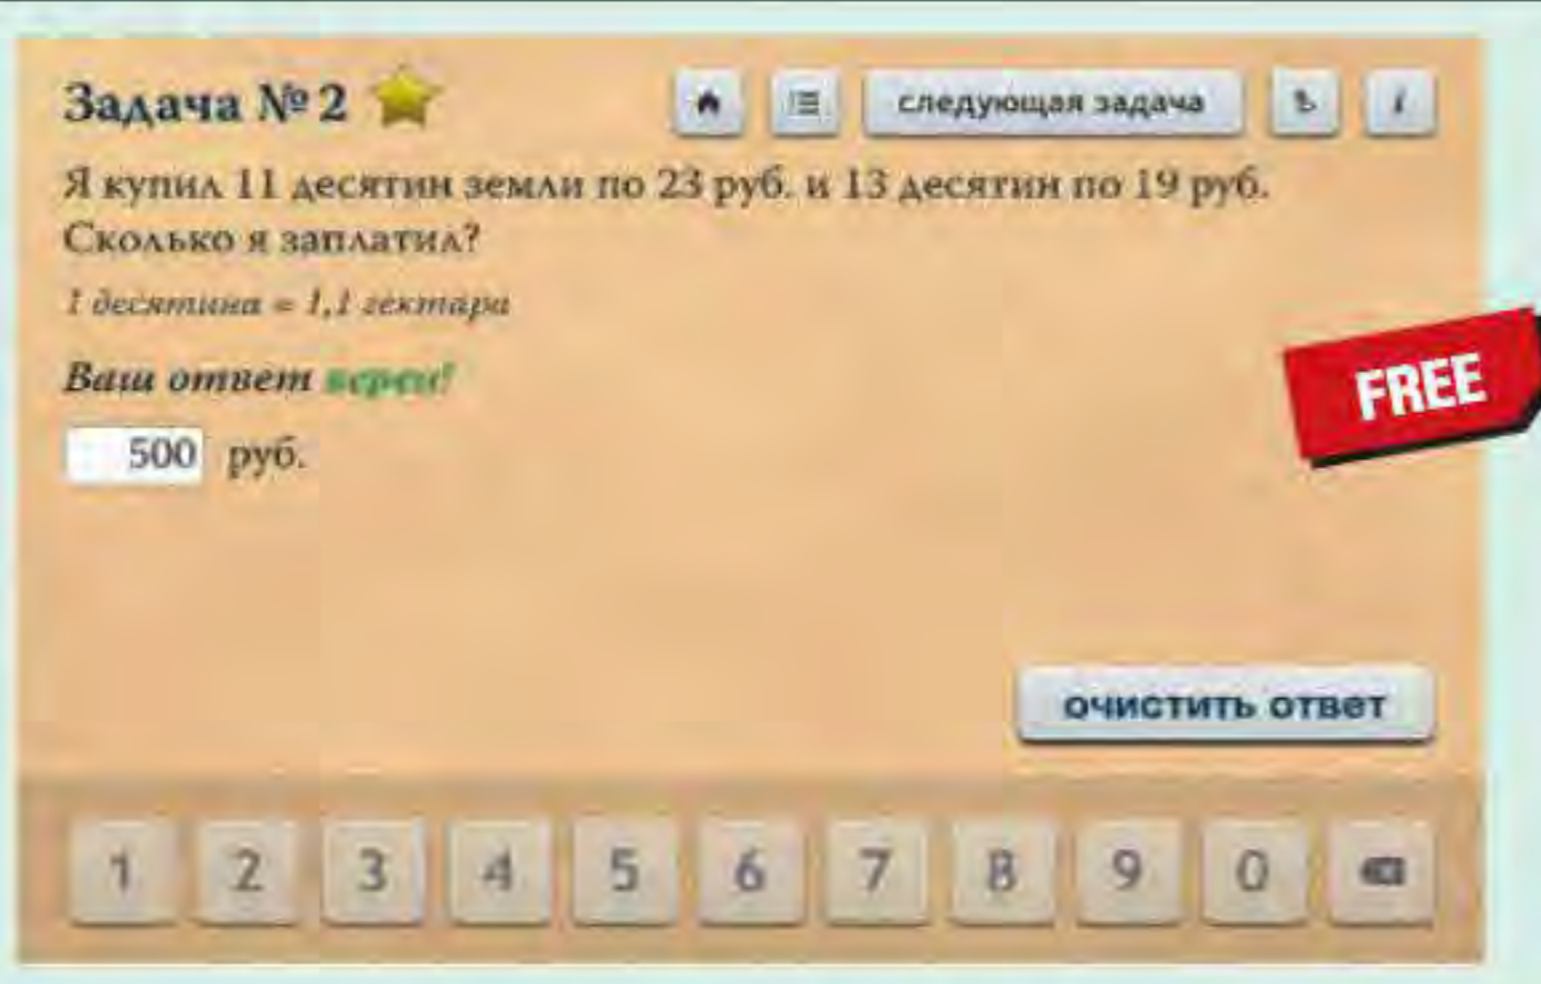 Задача № 2
следующая задача
ѣ
i
Я купил 11 десятин земли по 23 руб. и 13 десятин по 19 руб.
Сколько я заплатил?
1 десятина = 1,1 гектара
Ваш ответ верен!
500 руб.
FREE
очистить ответ
1 2 3 4 5 6 7 8 9 0